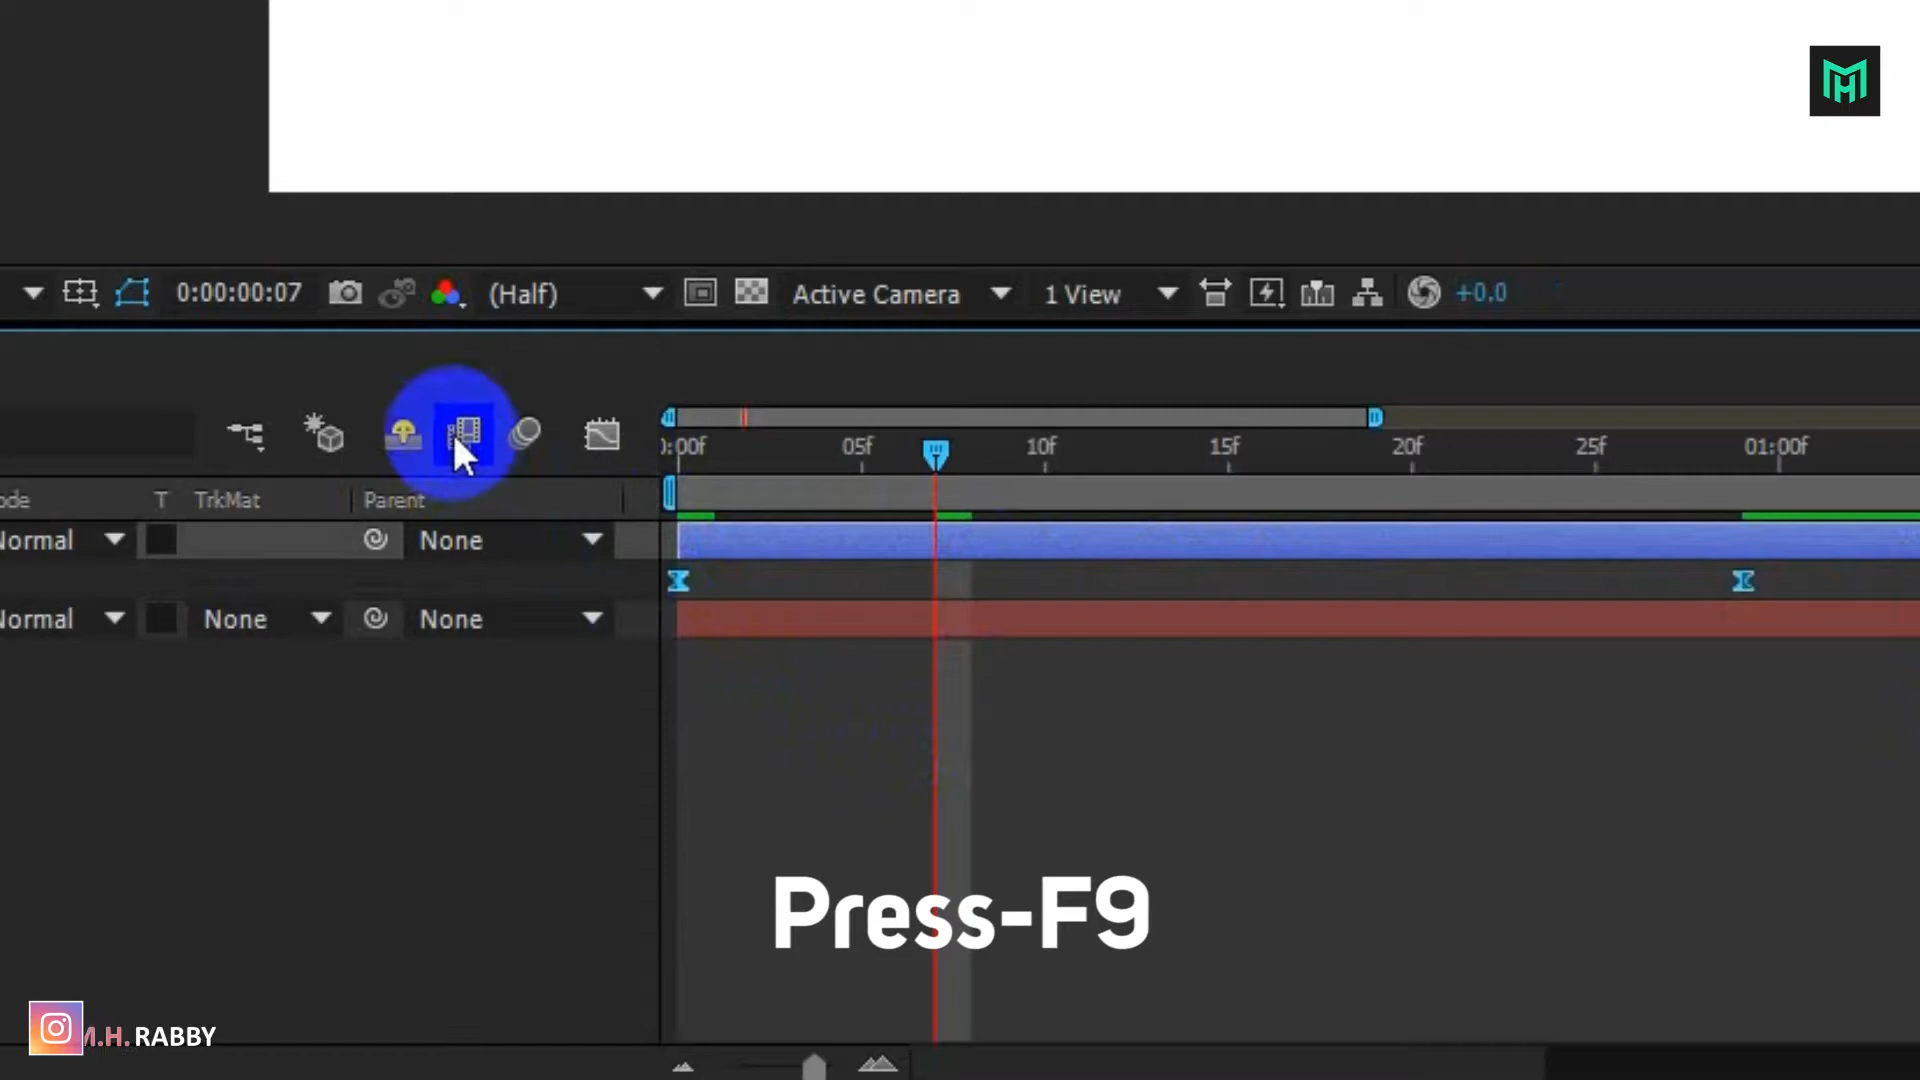 0:00:00:07 (Half) Active Camera 1 View +0.0
:00f 05f 10f 15f 20f 25f 01:00f
ode T TrkMat Parent
Normal None
Normal None None
Press-F9
M.H. RABBY